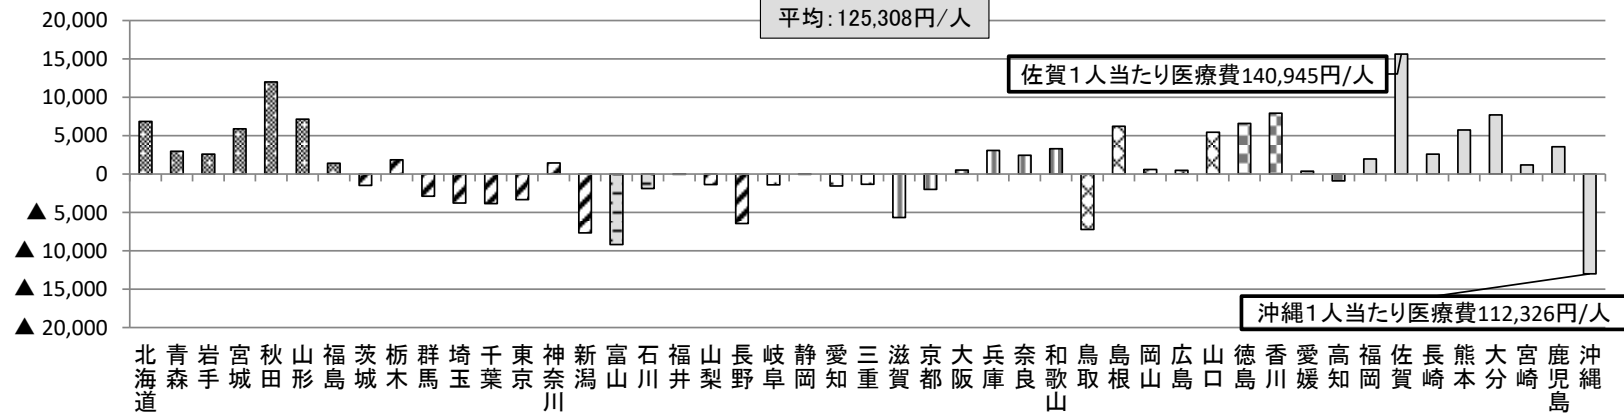 平均：125,308円/人
20,000
15,000
10,000
5,000
0
▲ 5,000
▲ 10,000
▲ 15,000
▲ 20,000
佐賀１人当たり医療費140,945円/人
沖縄１人当たり医療費112,326円/人
北海道
青森
岩手
宮城
秋田
山形
福島
茨城
栃木
群馬
埼玉
千葉
東京
神奈川
新潟
富山
石川
福井
山梨
長野
岐阜
静岡
愛知
三重
滋賀
京都
大阪
兵庫
奈良
和歌山
鳥取
島根
岡山
広島
山口
徳島
香川
愛媛
高知
福岡
佐賀
長崎
熊本
大分
宮崎
鹿児島
沖縄